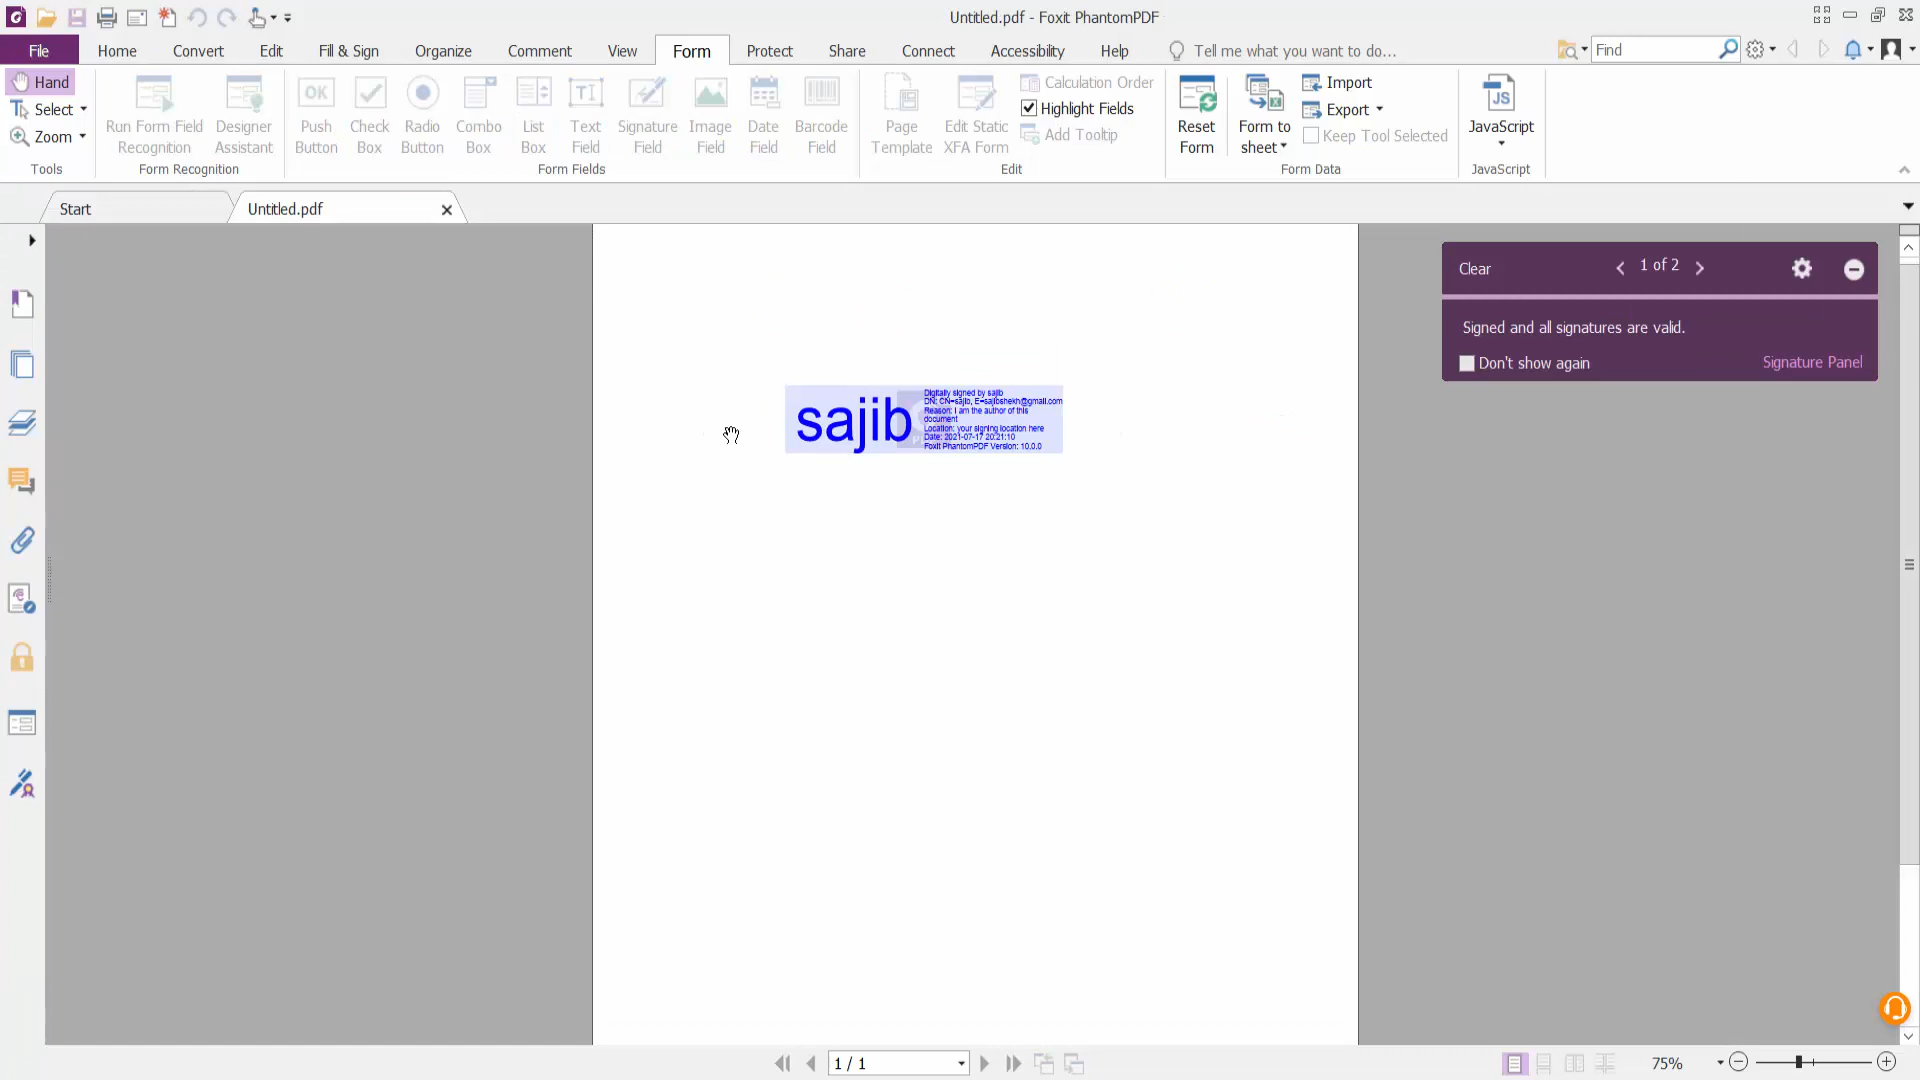 Untitled.pdf - Foxit PhantomPDF
File Home Convert Edit Fill & Sign Organize Comment View Form Protect Share Connect Accessibility Help Tell me what you want to do... Find
Hand
Select
Zoom
Tools
Run Form Field Recognition
Designer Assistant
Form Recognition
Push Button
Check Box
Radio Button
Combo Box
List Box
Text Field
Signature Field
Image Field
Date Field
Barcode Field
Form Fields
Page Template
Edit Static XFA Form
Calculation Order
Highlight Fields
Add Tooltip
Edit
Reset Form
Form to sheet
Import
Export
Keep Tool Selected
Form Data
JavaScript
JavaScript
Start
Untitled.pdf
Clear 1 of 2
Signed and all signatures are valid.
Don't show again Signature Panel
sajib
Digitally signed by sajib
DN: CN=sajib, E=sajibshekh@gmail.com
Reason: I am the author of this
document
Location: your signing location here
Date: 2021-07-17 20:21:10
Foxit PhantomPDF Version: 10.0.0
1 / 1
75%